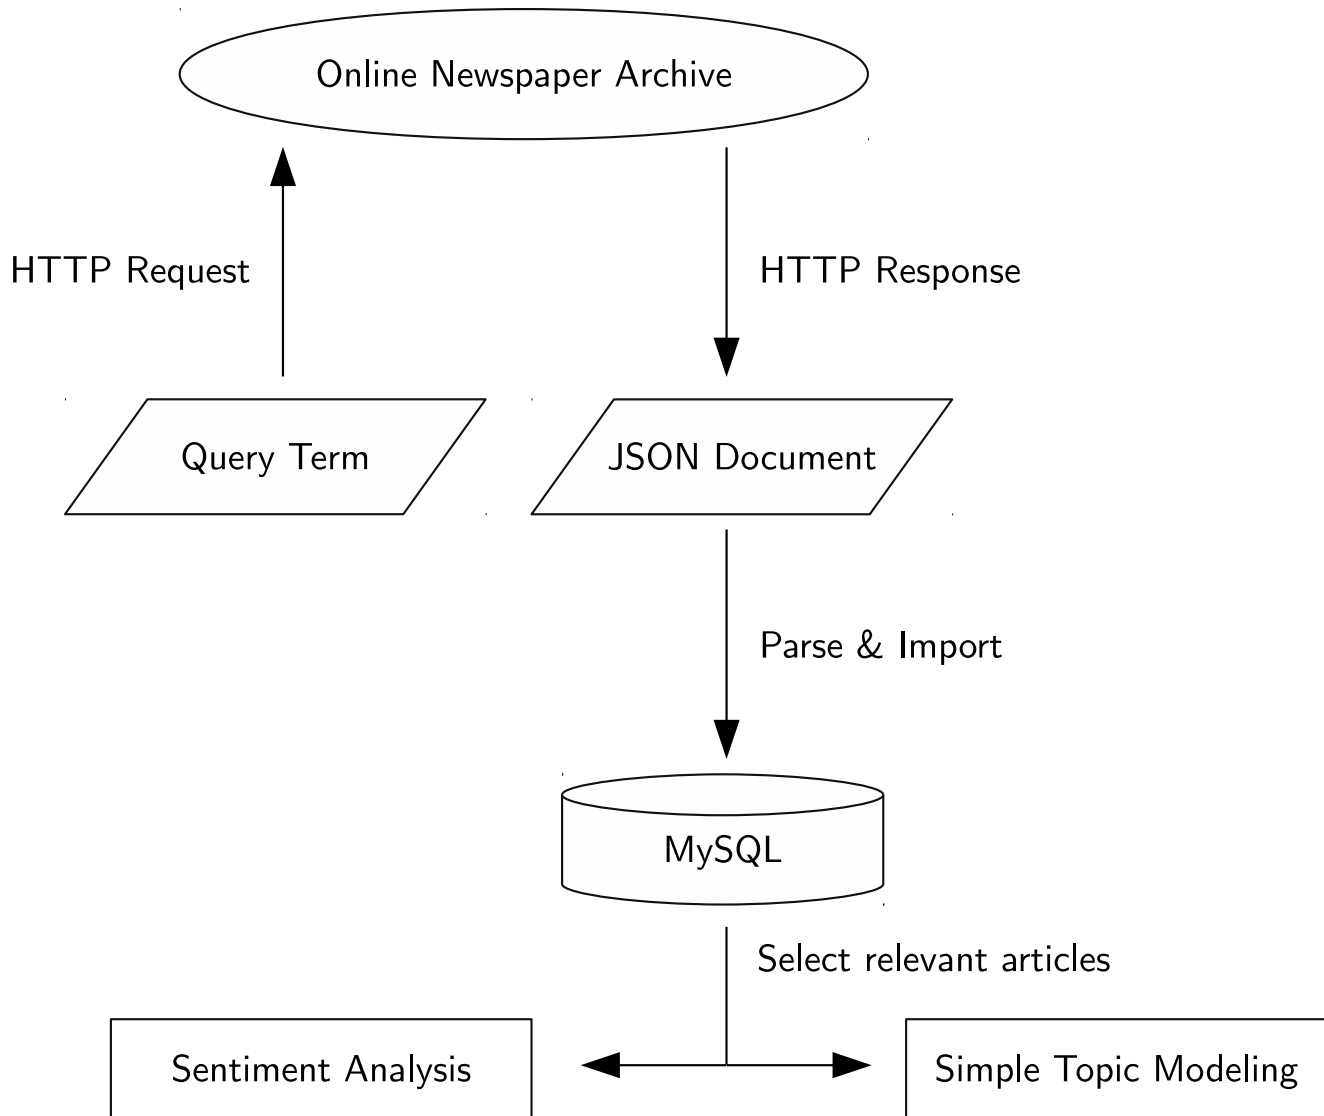 Online Newspaper Archive
HTTP Request
HTTP Response
Query Term
JSON Document
Parse & Import
MySQL
Select relevant articles
Sentiment Analysis
Simple Topic Modeling